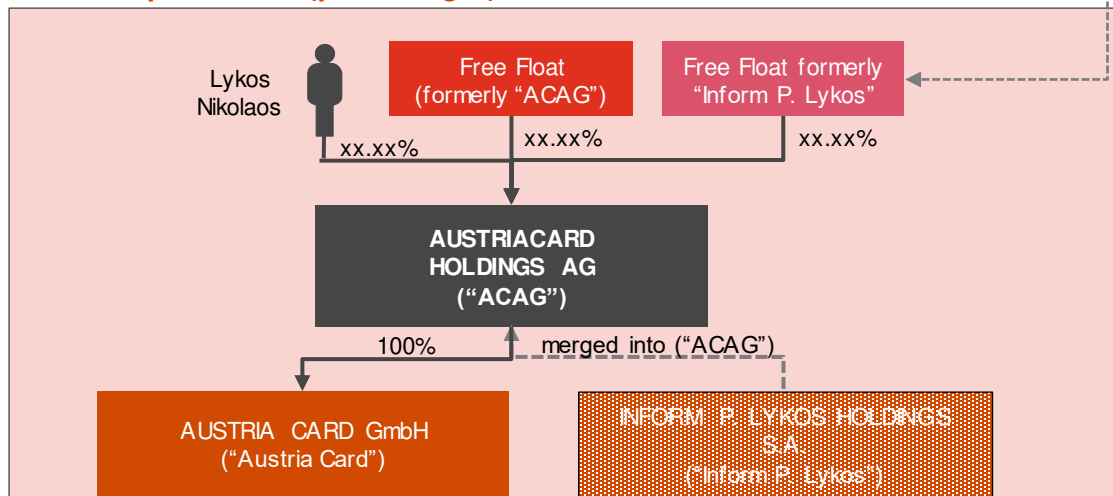 Lykos
Nikolaos
Free Float
(formerly “ACAG”)
Free Float formerly
“Inform P. Lykos”
xx.xx%
xx.xx%
xx.xx%
AUSTRIACARD
HOLDINGS AG
(“ACAG”)
100%
merged into (“ACAG”)
AUSTRIA CARD GmbH
(“Austria Card”)
INFORM P. LYKOS HOLDINGS
S.A.
(“Inform P. Lykos”)